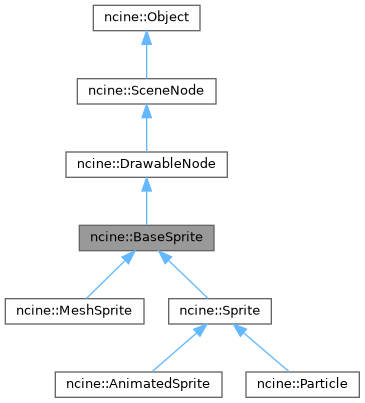 ncine::Object
ncine::SceneNode
ncine::DrawableNode
ncine::BaseSprite
ncine::MeshSprite
ncine::Sprite
ncine::AnimatedSprite
ncine::Particle